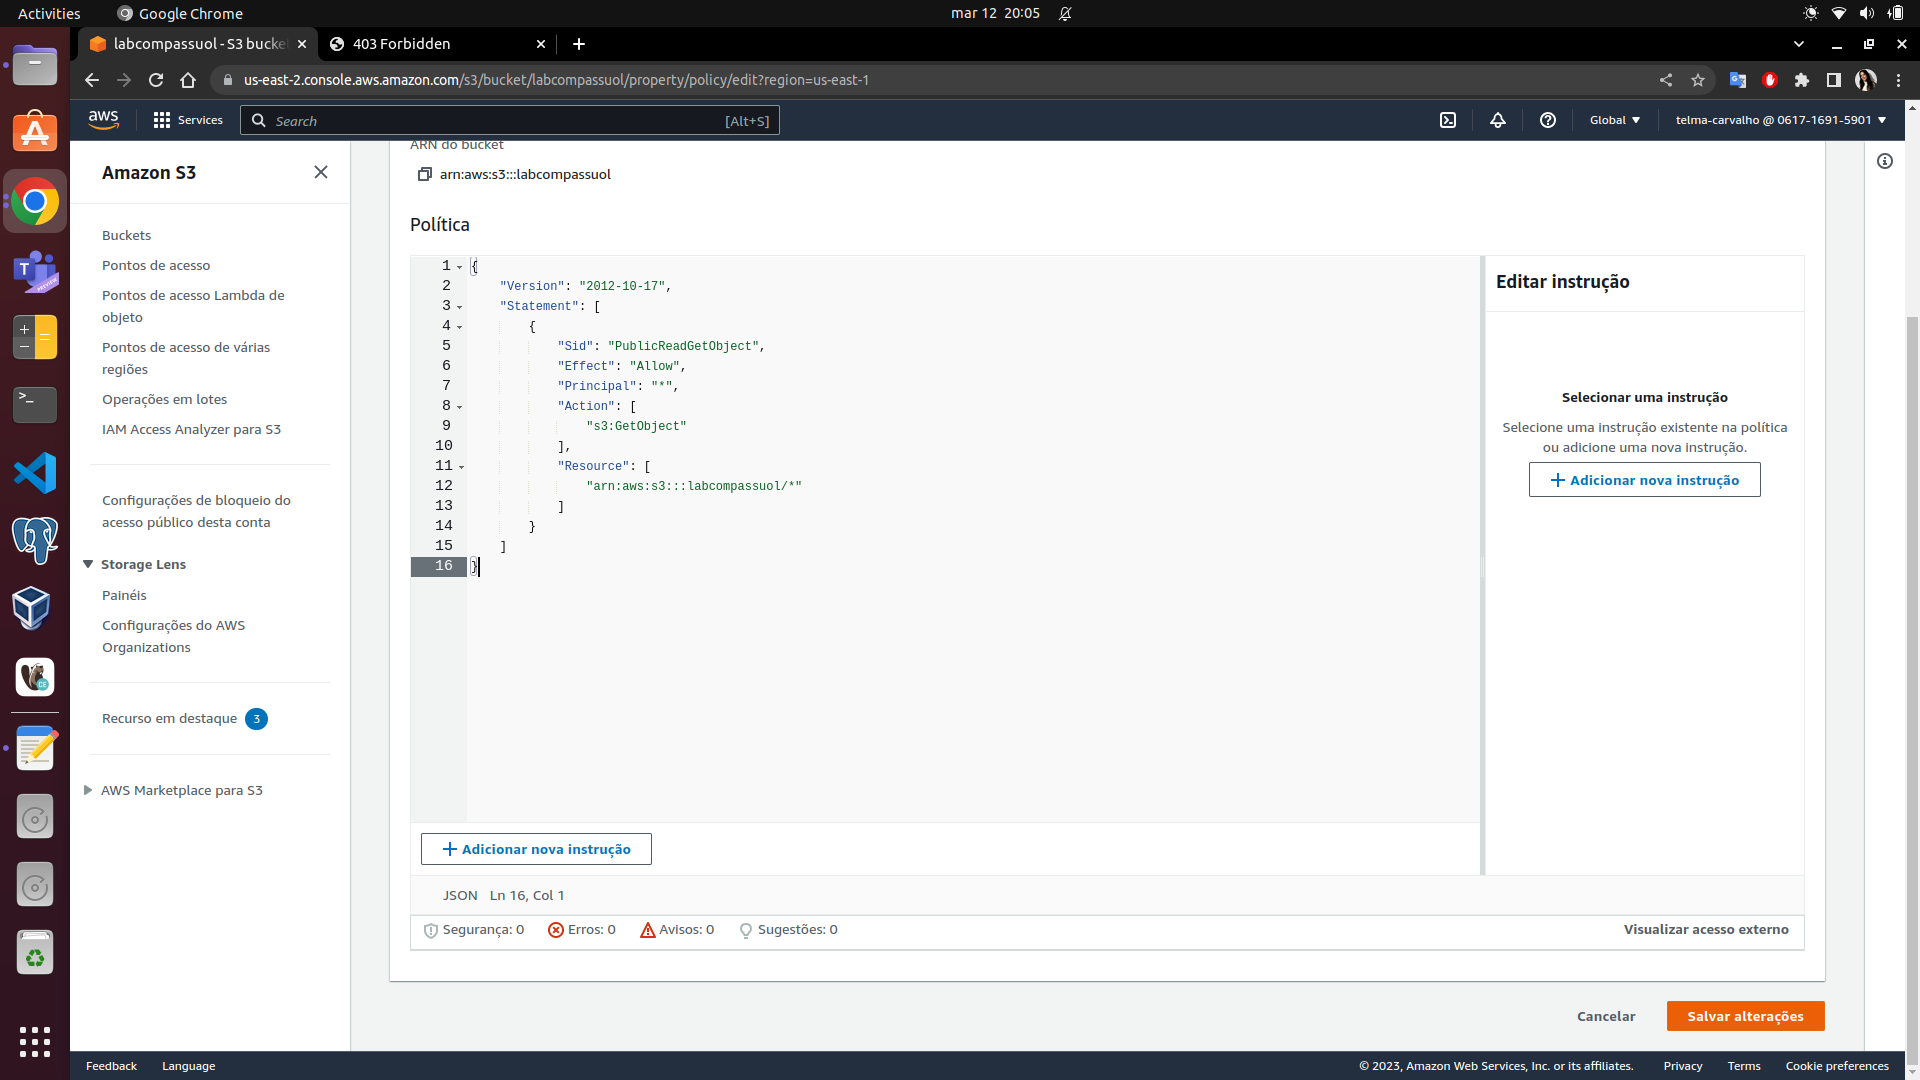 Activities
Google Chrome
mar 12 20:05
labcompassuol - S3 bucke
403 Forbidden
us-east-2.console.aws.amazon.com/s3/bucket/labcompassuol/property/policy/edit?region=us-east-1
aws
Services
Search
[Alt+S]
Global
telma-carvalho @ 0617-1691-5901
Amazon S3
Buckets
Pontos de acesso
Pontos de acesso Lambda de
objeto
Pontos de acesso de várias
regiões
Operações em lotes
IAM Access Analyzer para S3
Configurações de bloqueio do
acesso público desta conta
Storage Lens
Painéis
Configurações do AWS
Organizations
Recurso em destaque 3
AWS Marketplace para S3
ARN do bucket
arn:aws:s3:::labcompassuol
Política
1 {
2 "Version": "2012-10-17",
3 "Statement": [
4 {
5 "Sid": "PublicReadGetObject",
6 "Effect": "Allow",
7 "Principal": "*",
8 "Action": [
9 "s3:GetObject"
10 ],
11 "Resource": [
12 "arn:aws:s3:::labcompassuol/*"
13 ]
14 }
15 ]
16 }
Editar instrução
Selecionar uma instrução
Selecione uma instrução existente na política
ou adicione uma nova instrução.
Adicionar nova instrução
Adicionar nova instrução
JSON Ln 16, Col 1
Segurança: 0
Erros: 0
Avisos: 0
Sugestões: 0
Visualizar acesso externo
Cancelar
Salvar alterações
Feedback
Language
© 2023, Amazon Web Services, Inc. or its affiliates.
Privacy
Terms
Cookie preferences